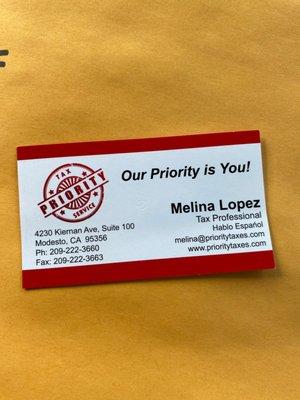 TAX
PRIORITY
SERVICE
Our Priority is You!
Melina Lopez
Tax Professional
Hablo Español
melina@prioritytaxes.com
www.prioritytaxes.com
4230 Kiernan Ave, Suite 100
Modesto, CA 95356
Ph: 209-222-3660
Fax: 209-222-3663